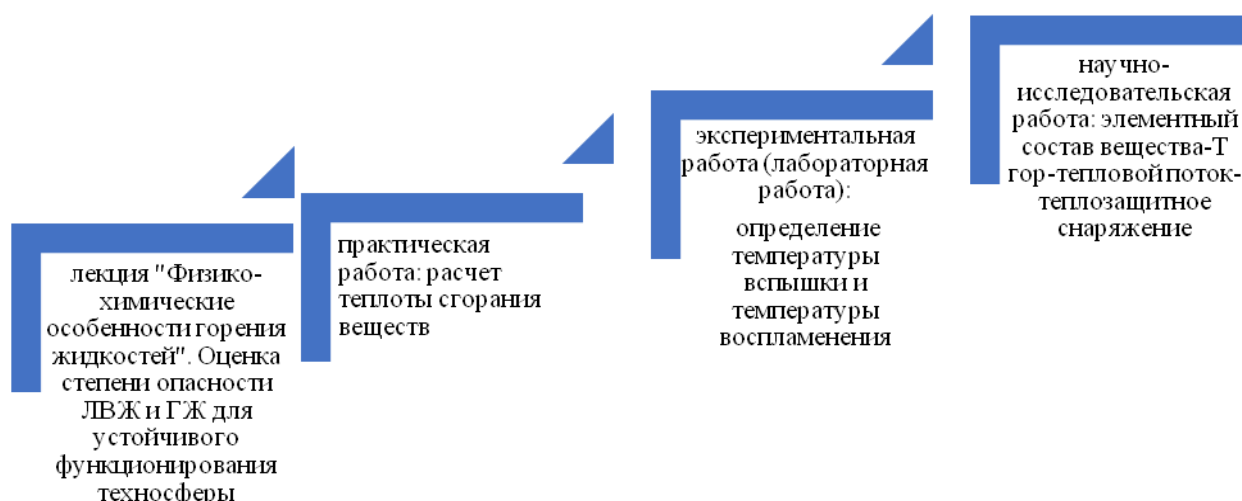 лекция "Физико-
химические
особенности горения
жидкостей". Оценка
степени опасности
ЛВЖ и ГЖ для
устойчивого
функционирования
техносферы
практическая
работа: расчет
теплоты сгорания
веществ
экспериментальная
работа (лабораторная
работа):
определение
температуры
вспышки и
температуры
воспламенения
научно-
исследовательская
работа: элементный
состав вещества-Т
гор-тепловой поток-
теплозащитное
снаряжение